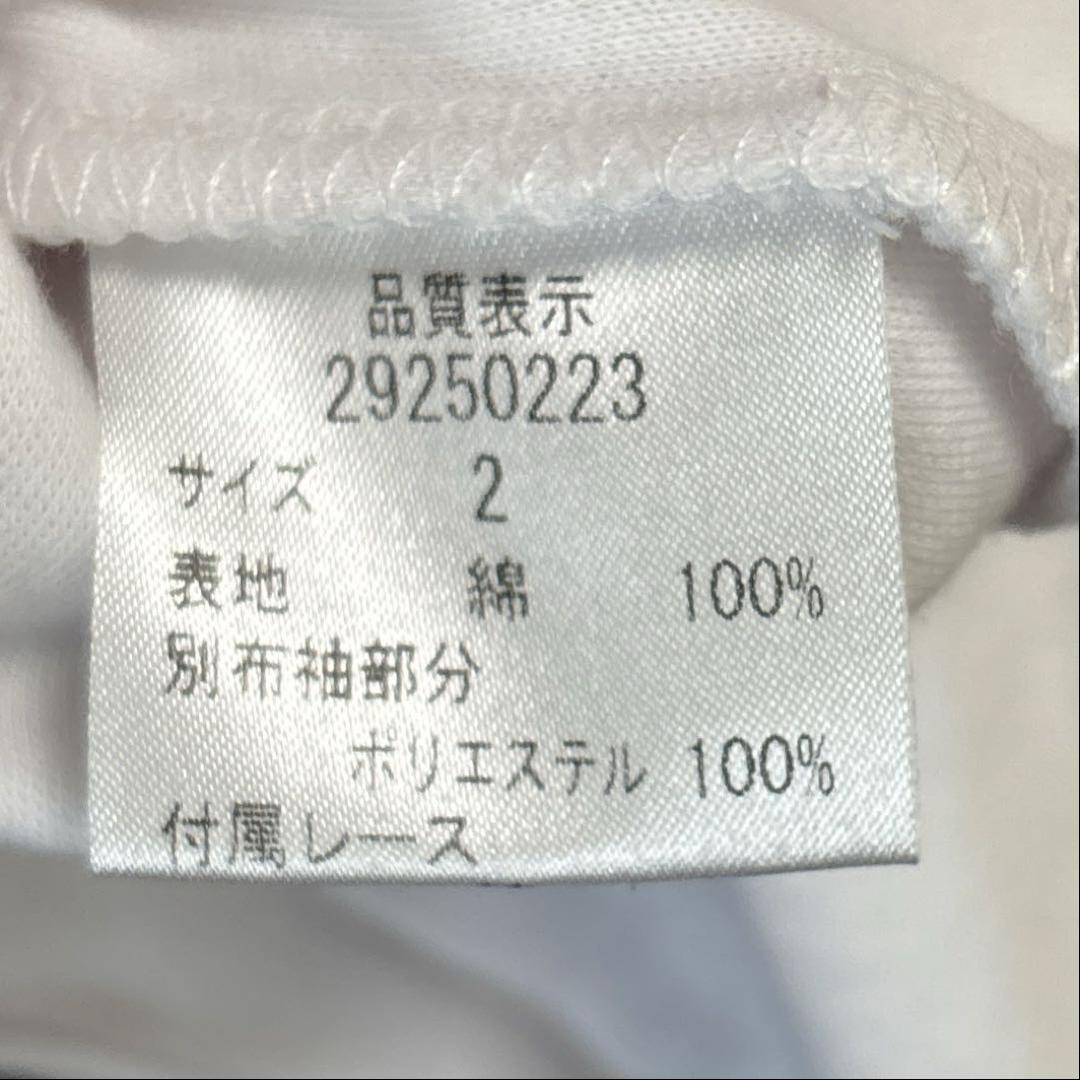 品質表示
29250223
サイズ 2
表地 綿 100%
別布袖部分
ポリエステル 100%
付属レース